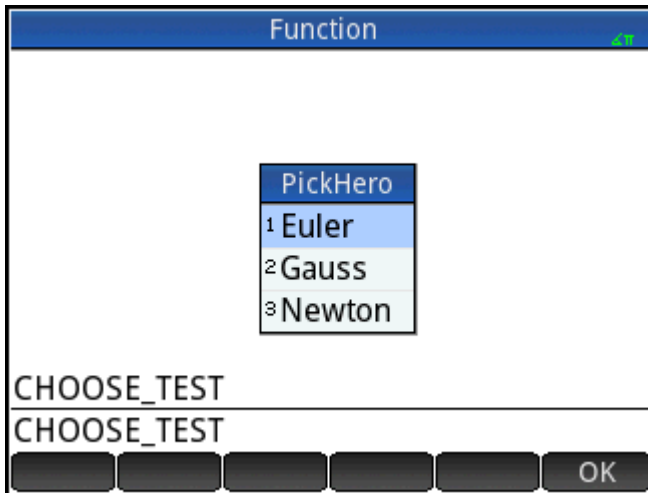 Function
∡π
PickHero
1 Euler
2 Gauss
3 Newton
CHOOSE_TEST
CHOOSE_TEST
OK